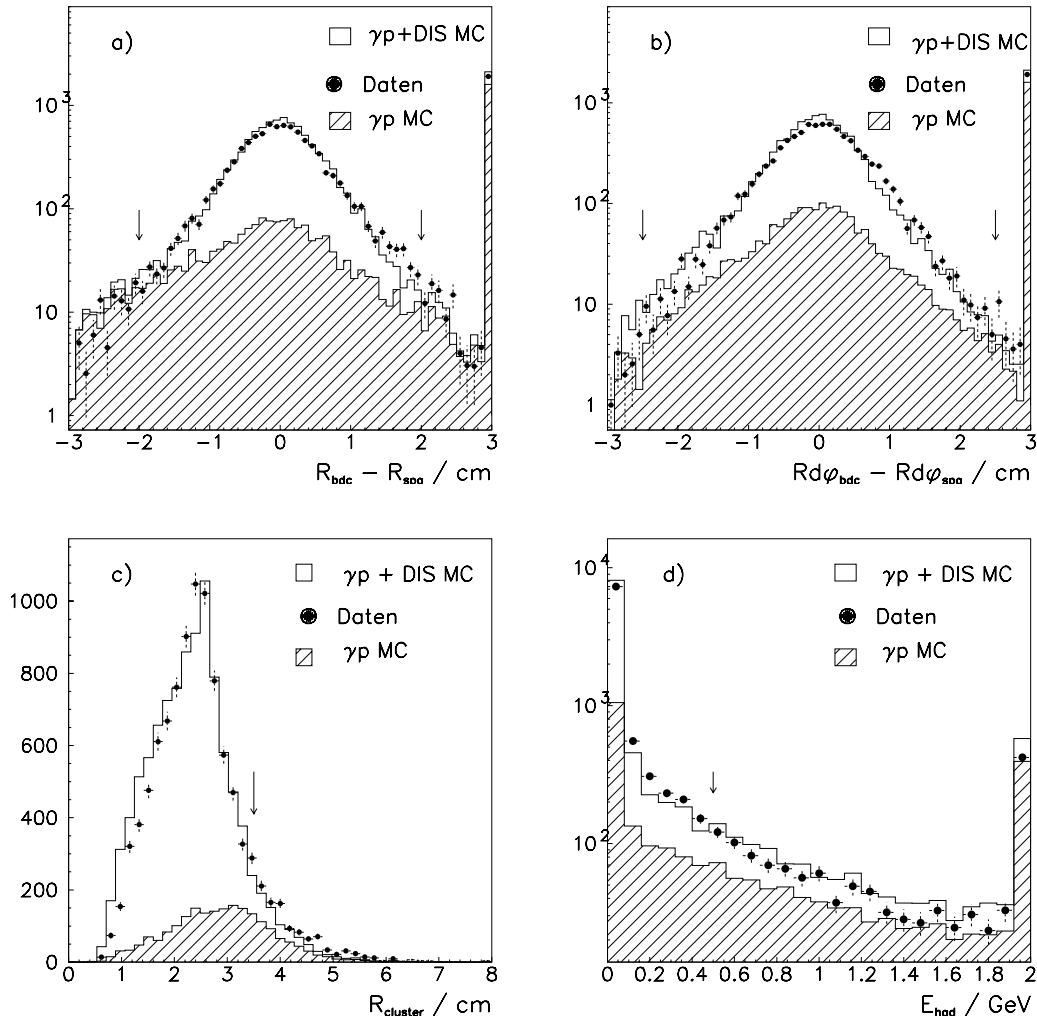 a)
γp+DIS MC
Daten
γp MC
10³
10²
10
1
−3 −2 −1 0 1 2 3
R_bdc − R_spa / cm
b)
γp+DIS MC
Daten
γp MC
10³
10²
10
1
−3 −2 −1 0 1 2 3
Rdφ_bdc − Rdφ_spa / cm
c)
γp + DIS MC
Daten
γp MC
1000
800
600
400
200
0
0 1 2 3 4 5 6 7 8
R_cluster / cm
d)
γp + DIS MC
Daten
γp MC
10⁴
10³
10²
0 0.2 0.4 0.6 0.8 1 1.2 1.4 1.6 1.8 2
E_had / GeV